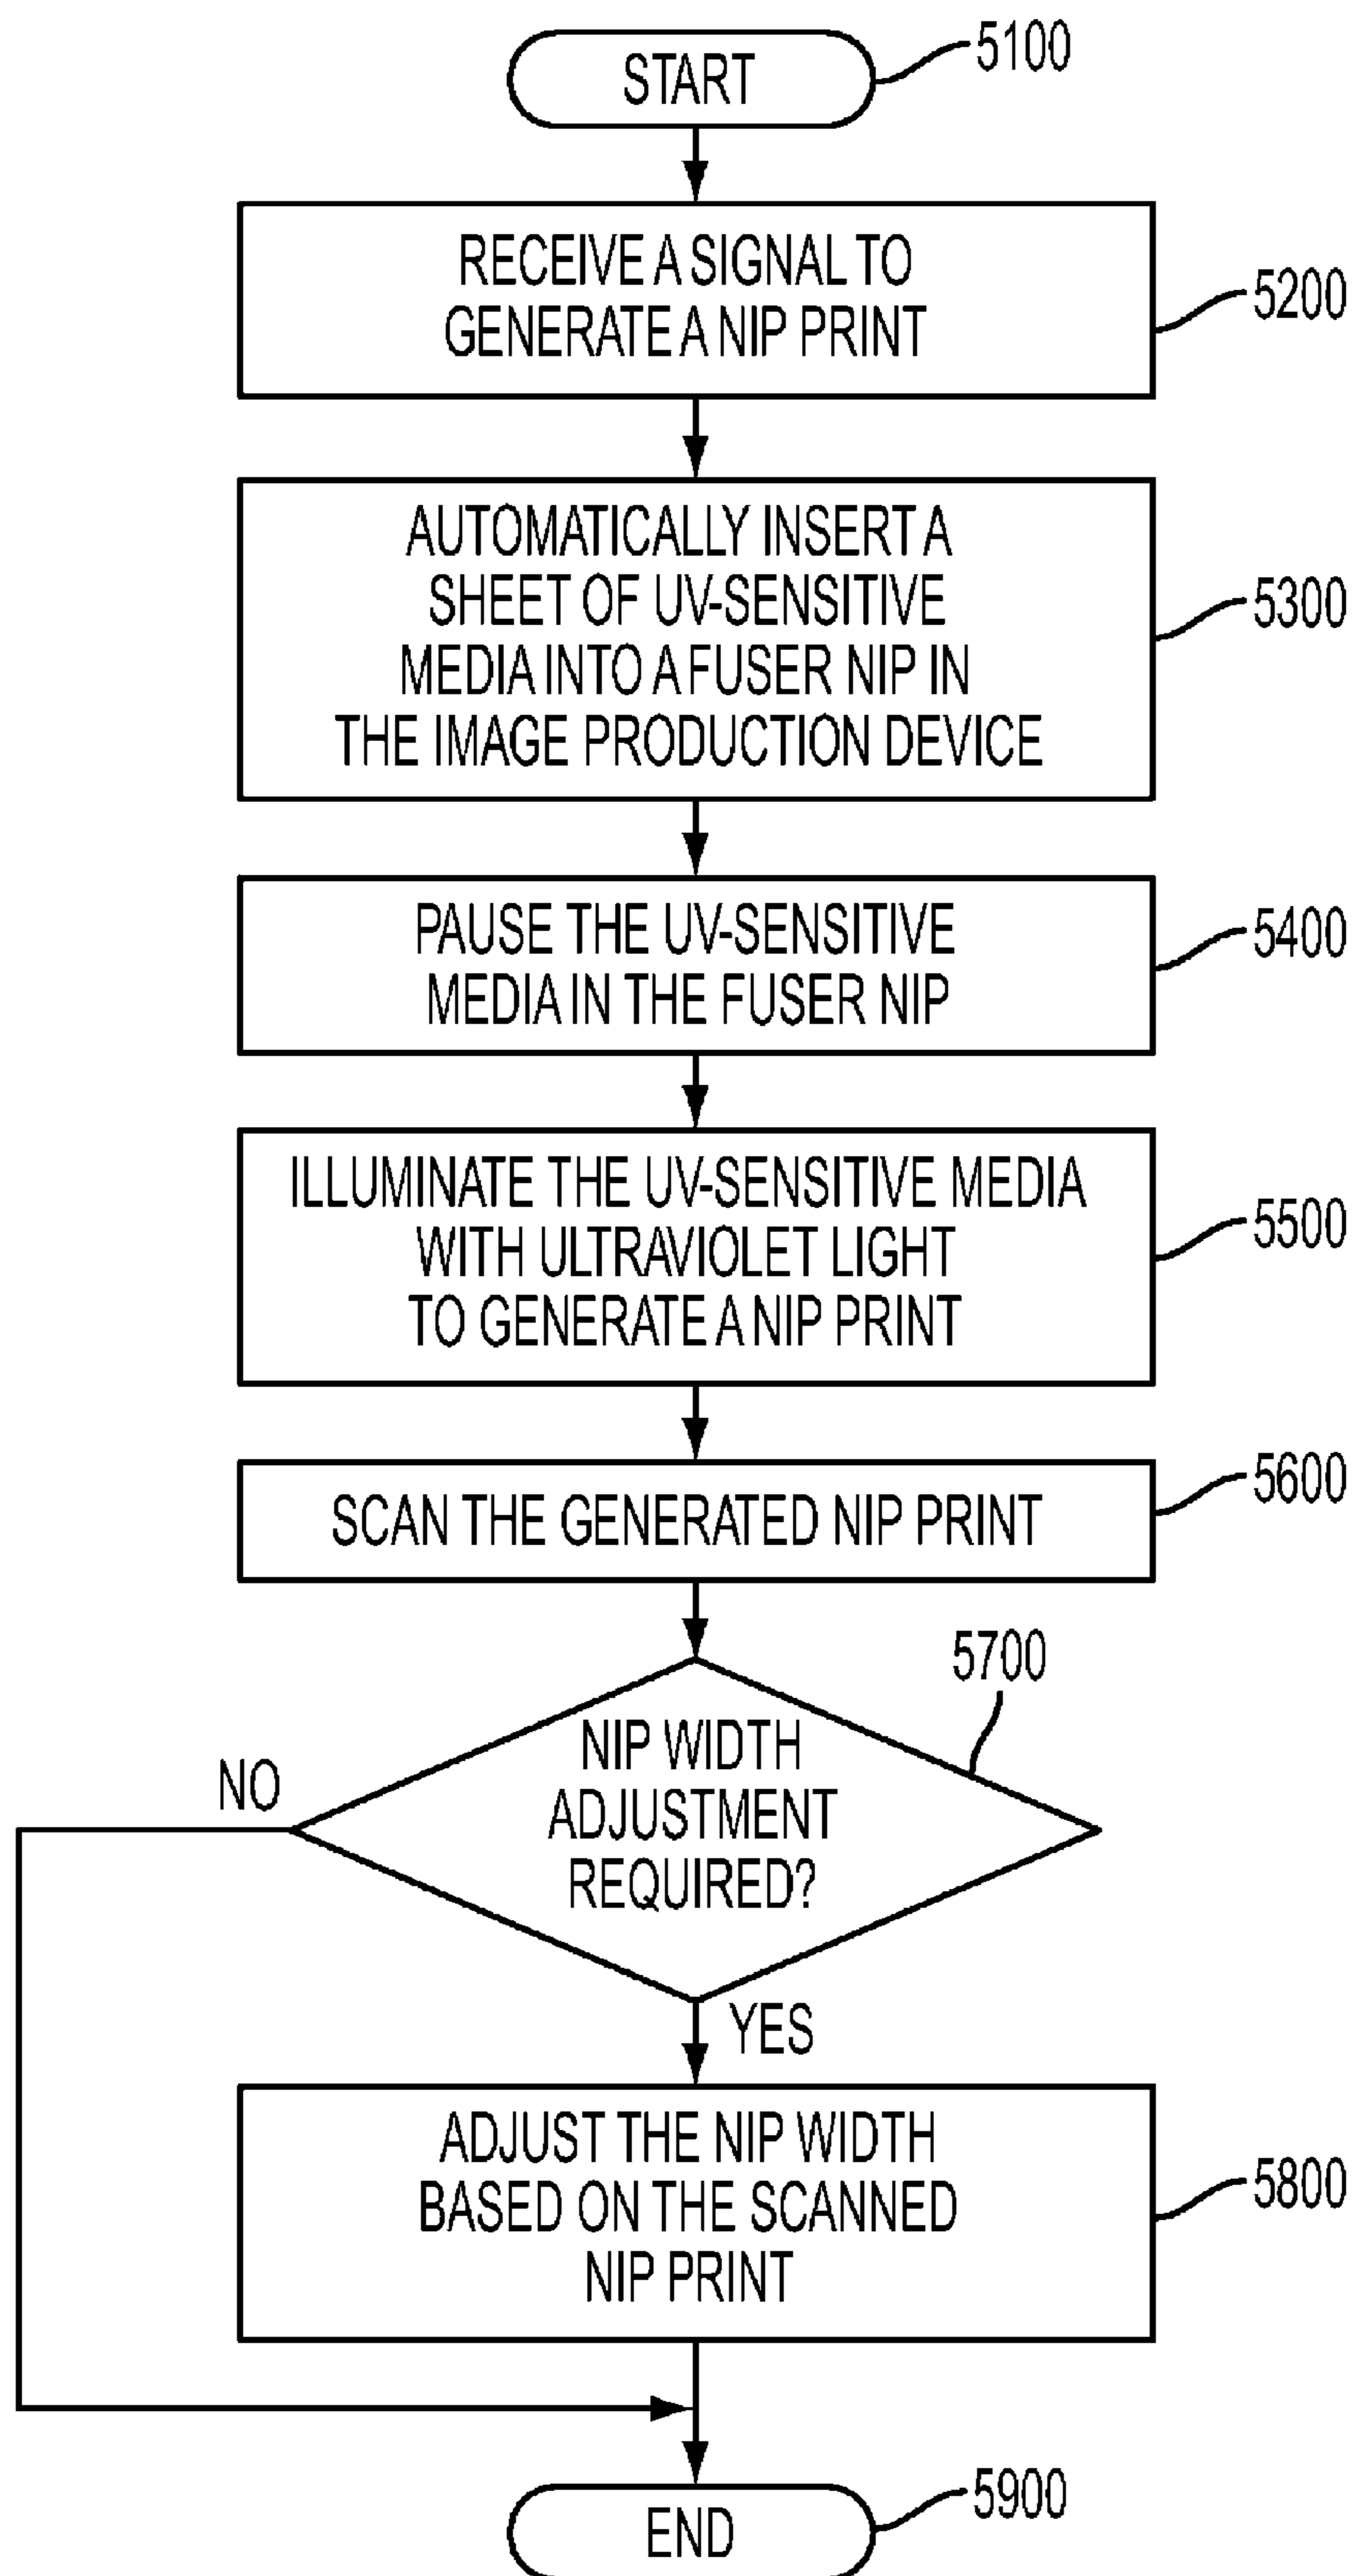 START
5100
RECEIVE A SIGNAL TO
GENERATE A NIP PRINT
5200
AUTOMATICALLY INSERT A
SHEET OF UV-SENSITIVE
MEDIA INTO A FUSER NIP IN
THE IMAGE PRODUCTION DEVICE
5300
PAUSE THE UV-SENSITIVE
MEDIA IN THE FUSER NIP
5400
ILLUMINATE THE UV-SENSITIVE MEDIA
WITH ULTRAVIOLET LIGHT
TO GENERATE A NIP PRINT
5500
SCAN THE GENERATED NIP PRINT
5600
5700
NIP WIDTH
ADJUSTMENT
REQUIRED?
NO
YES
ADJUST THE NIP WIDTH
BASED ON THE SCANNED
NIP PRINT
5800
END
5900